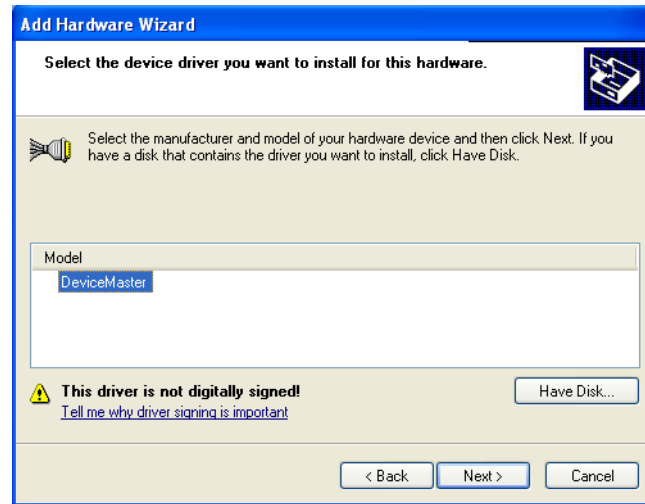 Add Hardware Wizard
Select the device driver you want to install for this hardware.
Select the manufacturer and model of your hardware device and then click Next. If you
have a disk that contains the driver you want to install, click Have Disk.
Model
DeviceMaster
This driver is not digitally signed!
Have Disk...
Tell me why driver signing is important
< Back
Next >
Cancel